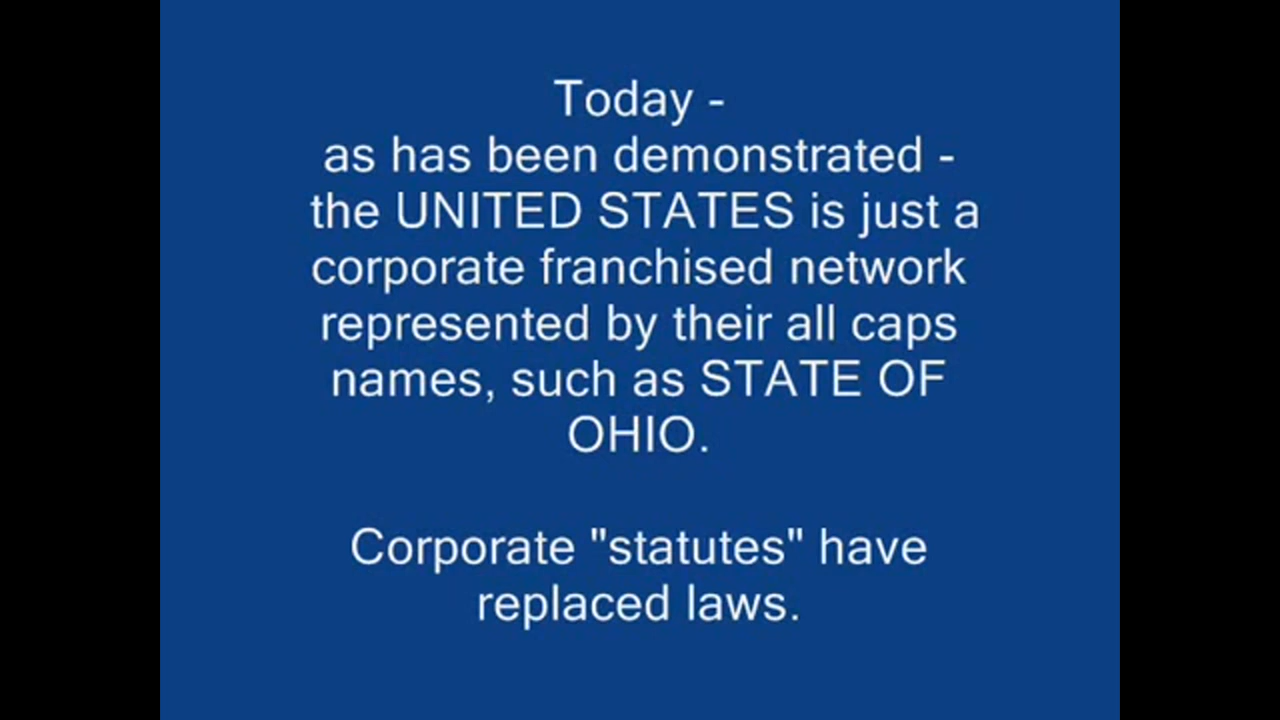 Today -
as has been demonstrated -
the UNITED STATES is just a
corporate franchised network
represented by their all caps
names, such as STATE OF
OHIO.
Corporate "statutes" have
replaced laws.